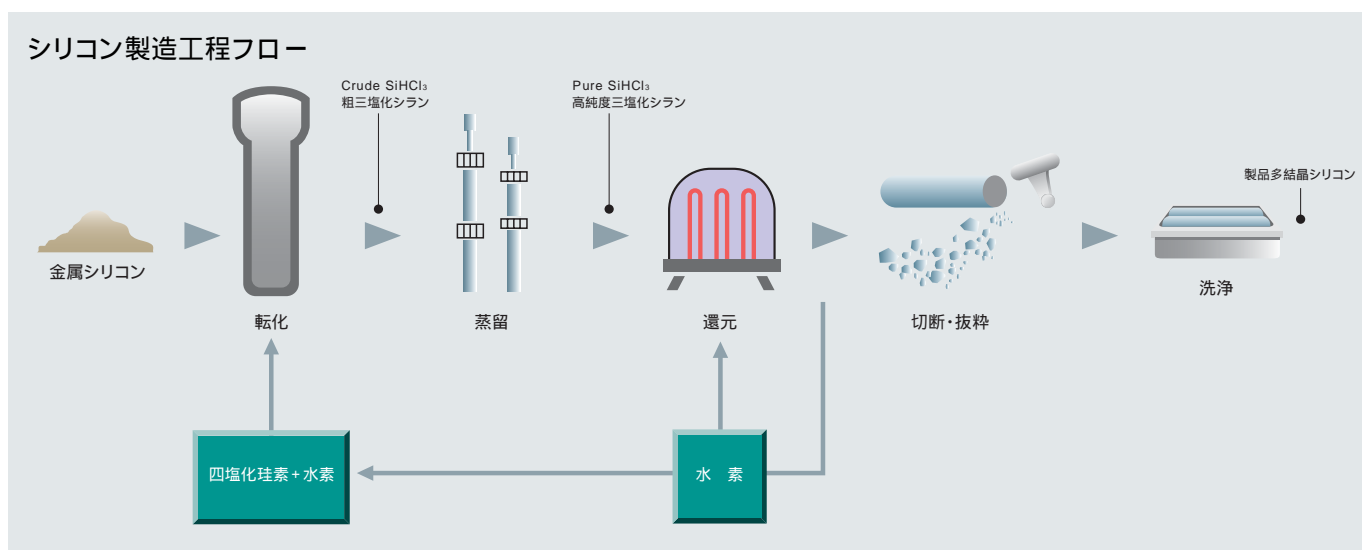 シリコン製造工程フロー
Crude SiHCl₃
粗三塩化シラン
Pure SiHCl₃
高純度三塩化シラン
製品多結晶シリコン
金属シリコン
転化
蒸留
還元
切断・抜粋
洗浄
四塩化珪素+水素
水 素